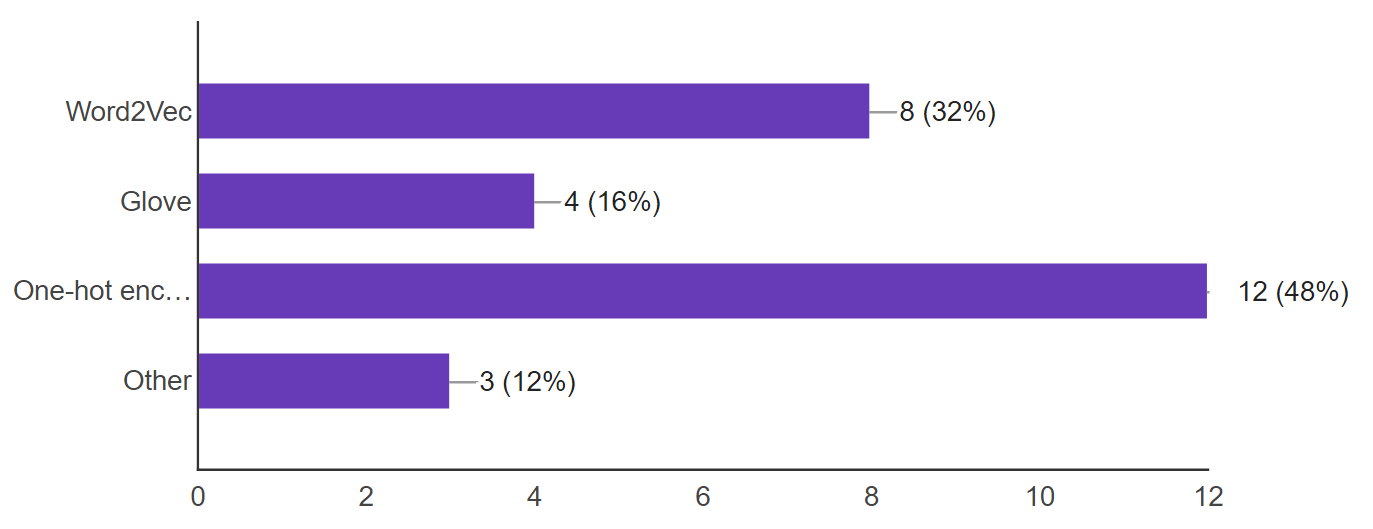 Word2Vec 8 (32%)
Glove 4 (16%)
One-hot enc… 12 (48%)
Other 3 (12%)
0 2 4 6 8 10 12